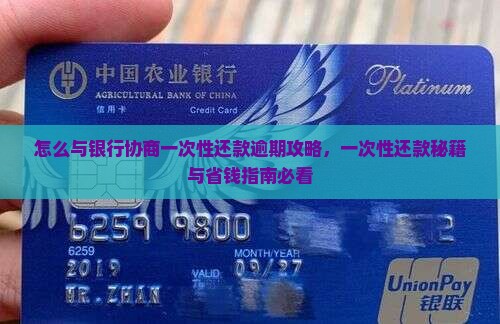 中国农业银行
AGRICULTURAL BANK OF CHINA
信用卡
Credit Card
Platinum
怎么与银行协商一次性还款逾期攻略，一次性还款秘籍
与省钱指南必看
6259 9800
6259
MONTH/YEAR
2019
VALID
09/27
MR.ZHAN
UnionPay
银联